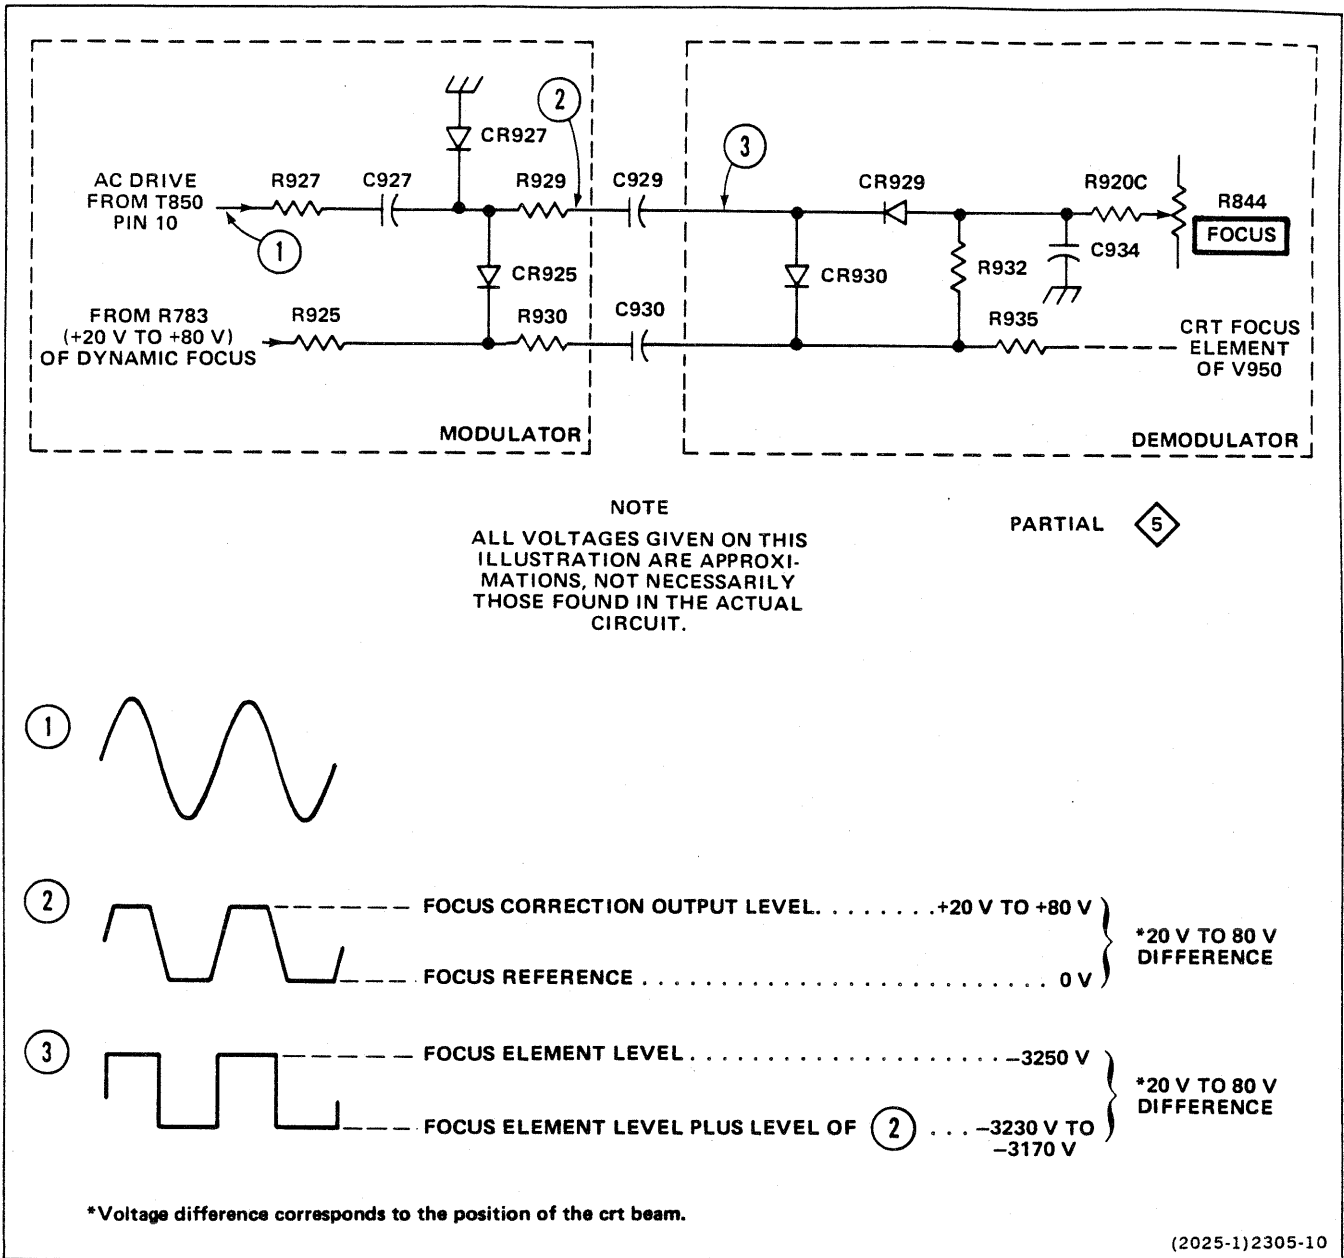 2
CR927
3
AC DRIVE
FROM T850
PIN 10
R927
C927
R929
C929
CR929
R920C
R844
FOCUS
1
CR925
CR930
R932
C934
FROM R783
(+20 V TO +80 V)
OF DYNAMIC FOCUS
R925
R930
C930
R935
CRT FOCUS
ELEMENT
OF V950
MODULATOR
DEMODULATOR
NOTE
ALL VOLTAGES GIVEN ON THIS
ILLUSTRATION ARE APPROXI-
MATIONS, NOT NECESSARILY
THOSE FOUND IN THE ACTUAL
CIRCUIT.
PARTIAL 5
1
2
FOCUS CORRECTION OUTPUT LEVEL. . . . . . . . +20 V TO +80 V
FOCUS REFERENCE . . . . . . . . . . . . . . . . . . . . . . . . . . . 0 V
*20 V TO 80 V
DIFFERENCE
3
FOCUS ELEMENT LEVEL. . . . . . . . . . . . . . . . . . . . . –3250 V
FOCUS ELEMENT LEVEL PLUS LEVEL OF 2 . . . –3230 V TO
–3170 V
*20 V TO 80 V
DIFFERENCE
*Voltage difference corresponds to the position of the crt beam.
(2025-1)2305-10